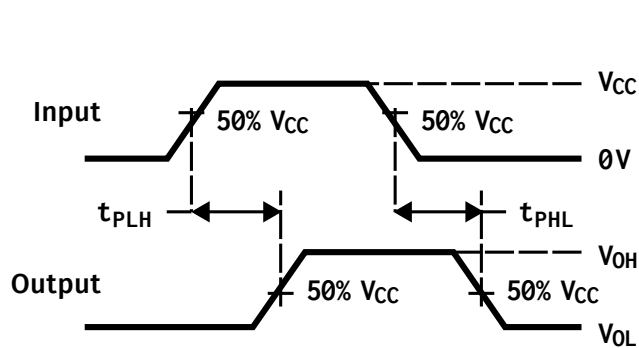 VCC
Input
50% VCC
50% VCC
0V
tPLH
tPHL
VOH
Output
50% VCC
50% VCC
VOL